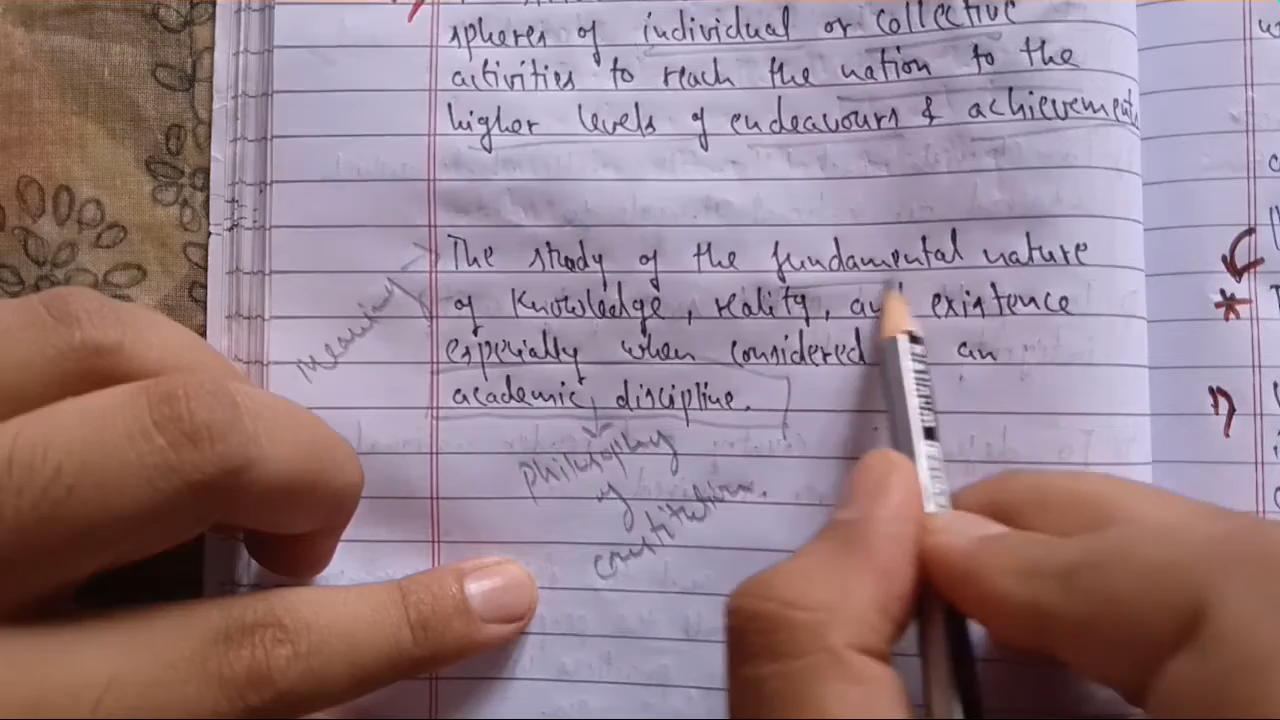 spheres of individual or collective
activities to reach the nation to the
higher levels of endeavours & achievement
The study of the fundamental nature
of knowledge, reality, and existence
especially when considered an
academic discipline.
meaning
philosophy
of
constitution.